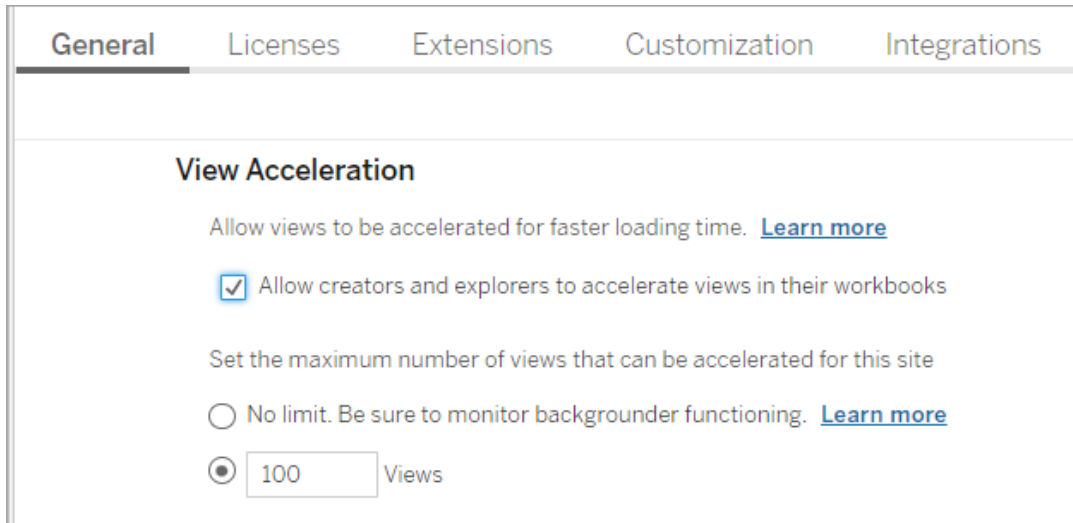 General Licenses Extensions Customization Integrations
View Acceleration
Allow views to be accelerated for faster loading time. Learn more
Allow creators and explorers to accelerate views in their workbooks
Set the maximum number of views that can be accelerated for this site
No limit. Be sure to monitor backgrounder functioning. Learn more
100 Views